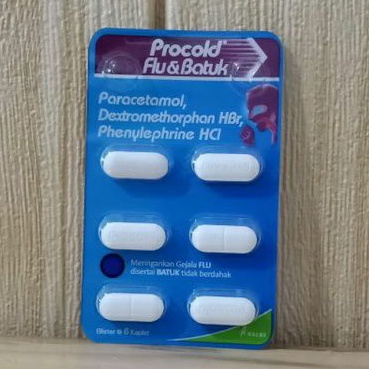 Procold
Flu&Batuk
Paracetamol,
Dextromethorphan HBr,
Phenylephrine HCl
Meringankan Gejala FLU
disertai BATUK tidak berdahak
Blister @ 6 Kaplet